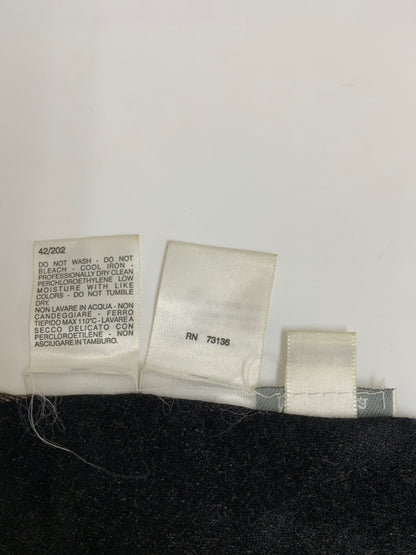 42/202
DO NOT WASH - DO NOT
BLEACH - COOL IRON -
PROFESSIONALLY DRY CLEAN
PERCHLOROETHYLENE LOW
MOISTURE WITH LIKE
COLORS - DO NOT TUMBLE
DRY.
NON LAVARE IN ACQUA - NON
CANDEGGIARE - FERRO
TIEPIDO MAX 110°C - LAVARE A
SECCO DELICATO CON
PERCLOROETILENE - NON
ASCIUGARE IN TAMBURO.
RN 73136